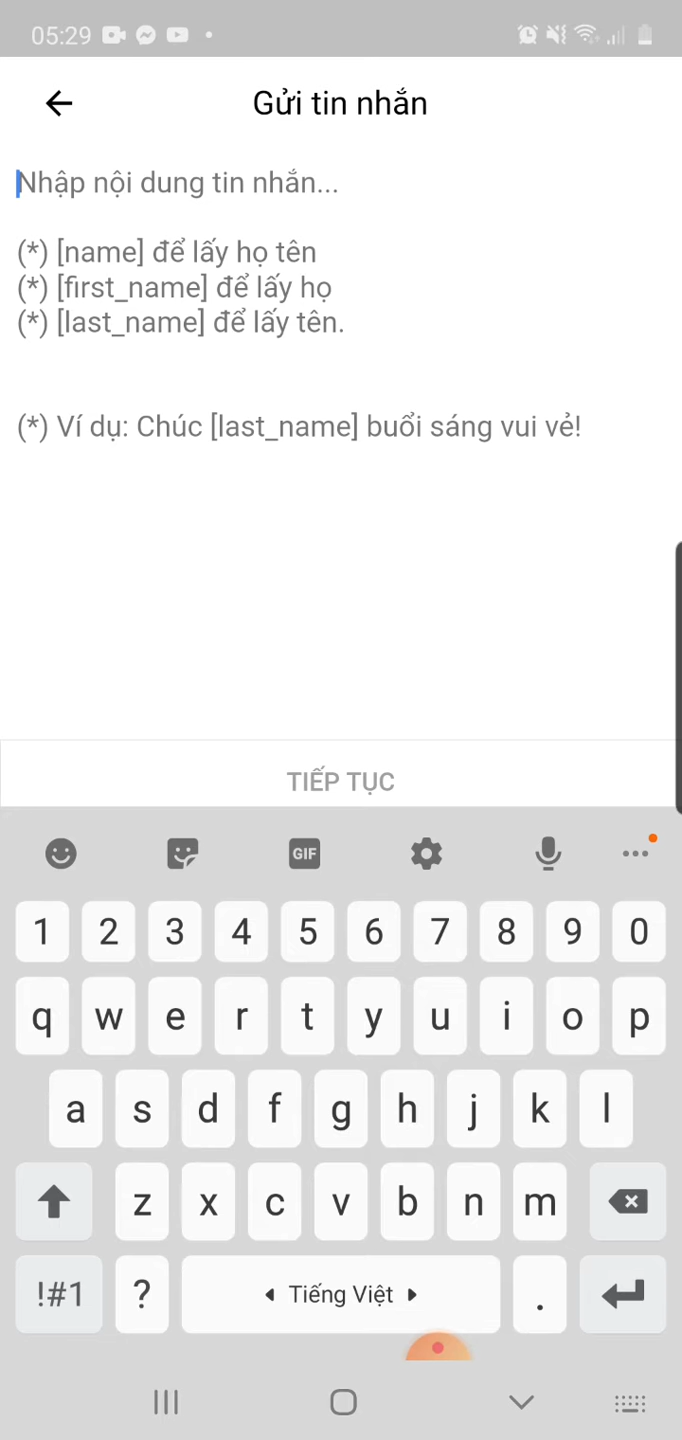 05:29
Gửi tin nhắn
Nhập nội dung tin nhắn...
(*) [name] để lấy họ tên
(*) [first_name] để lấy họ
(*) [last_name] để lấy tên.
(*) Ví dụ: Chúc [last_name] buổi sáng vui vẻ!
TIẾP TỤC
GIF
1 2 3 4 5 6 7 8 9 0
q w e r t y u i o p
a s d f g h j k l
z x c v b n m
!#1 ? Tiếng Việt .